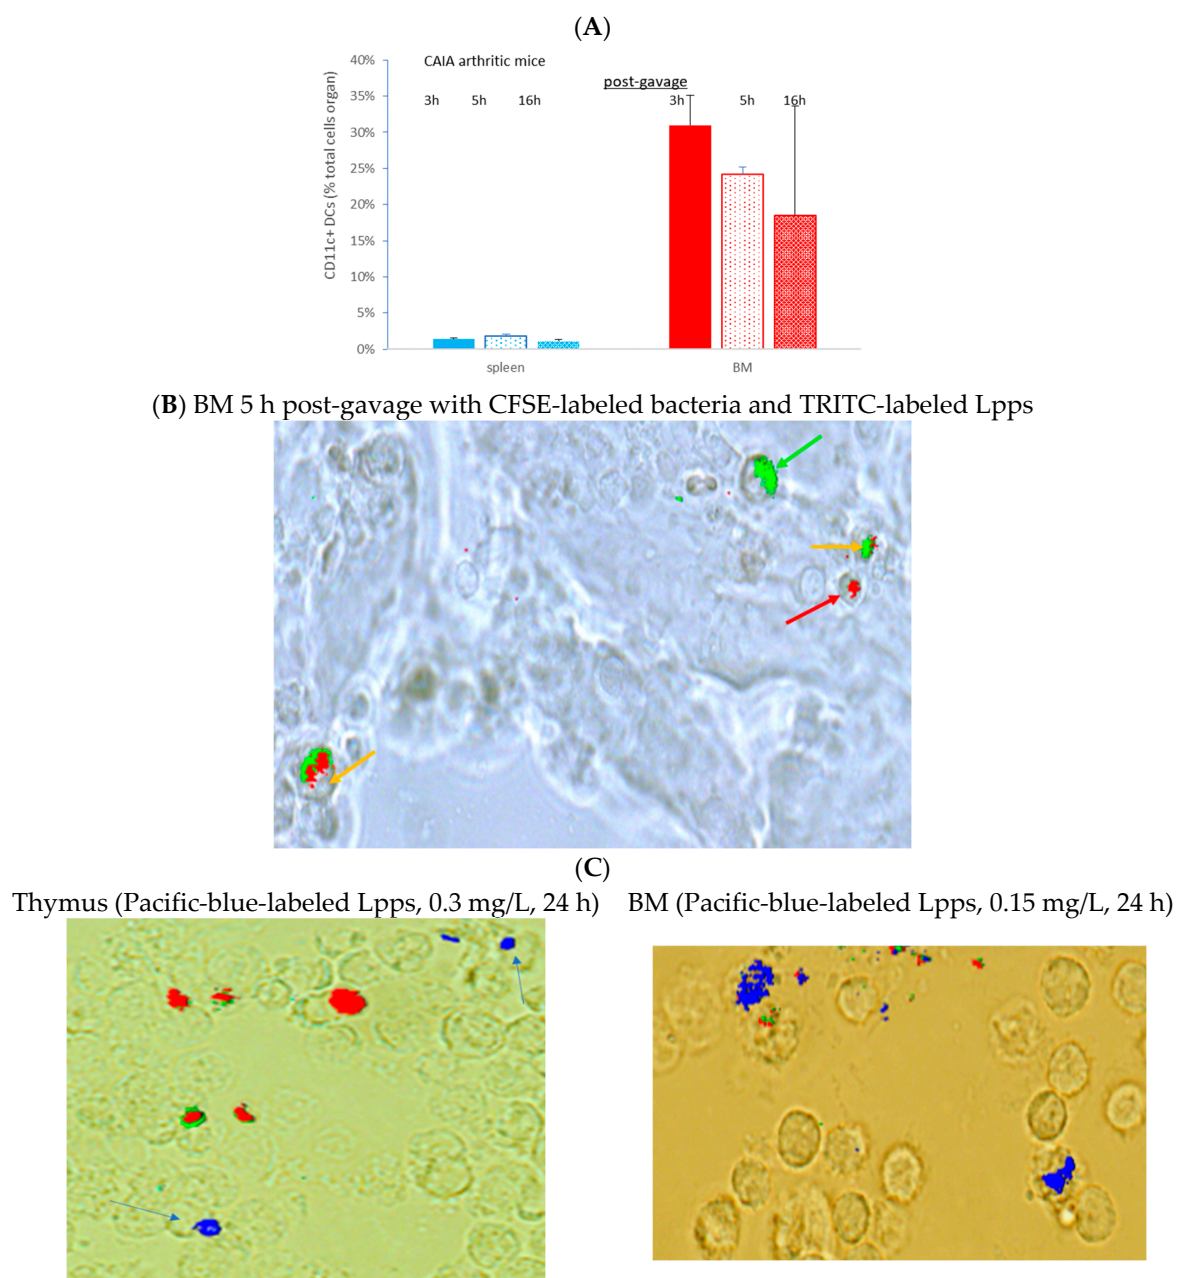 (A)
40%
35%
30%
25%
20%
15%
10%
5%
0%
CD11c+ DCs (% total cells organ)
CAIA arthritic mice
post-gavage
3h 5h 16h 3h 5h 16h
spleen BM
(B) BM 5 h post-gavage with CFSE-labeled bacteria and TRITC-labeled Lpps
(C)
Thymus (Pacific-blue-labeled Lpps, 0.3 mg/L, 24 h) BM (Pacific-blue-labeled Lpps, 0.15 mg/L, 24 h)